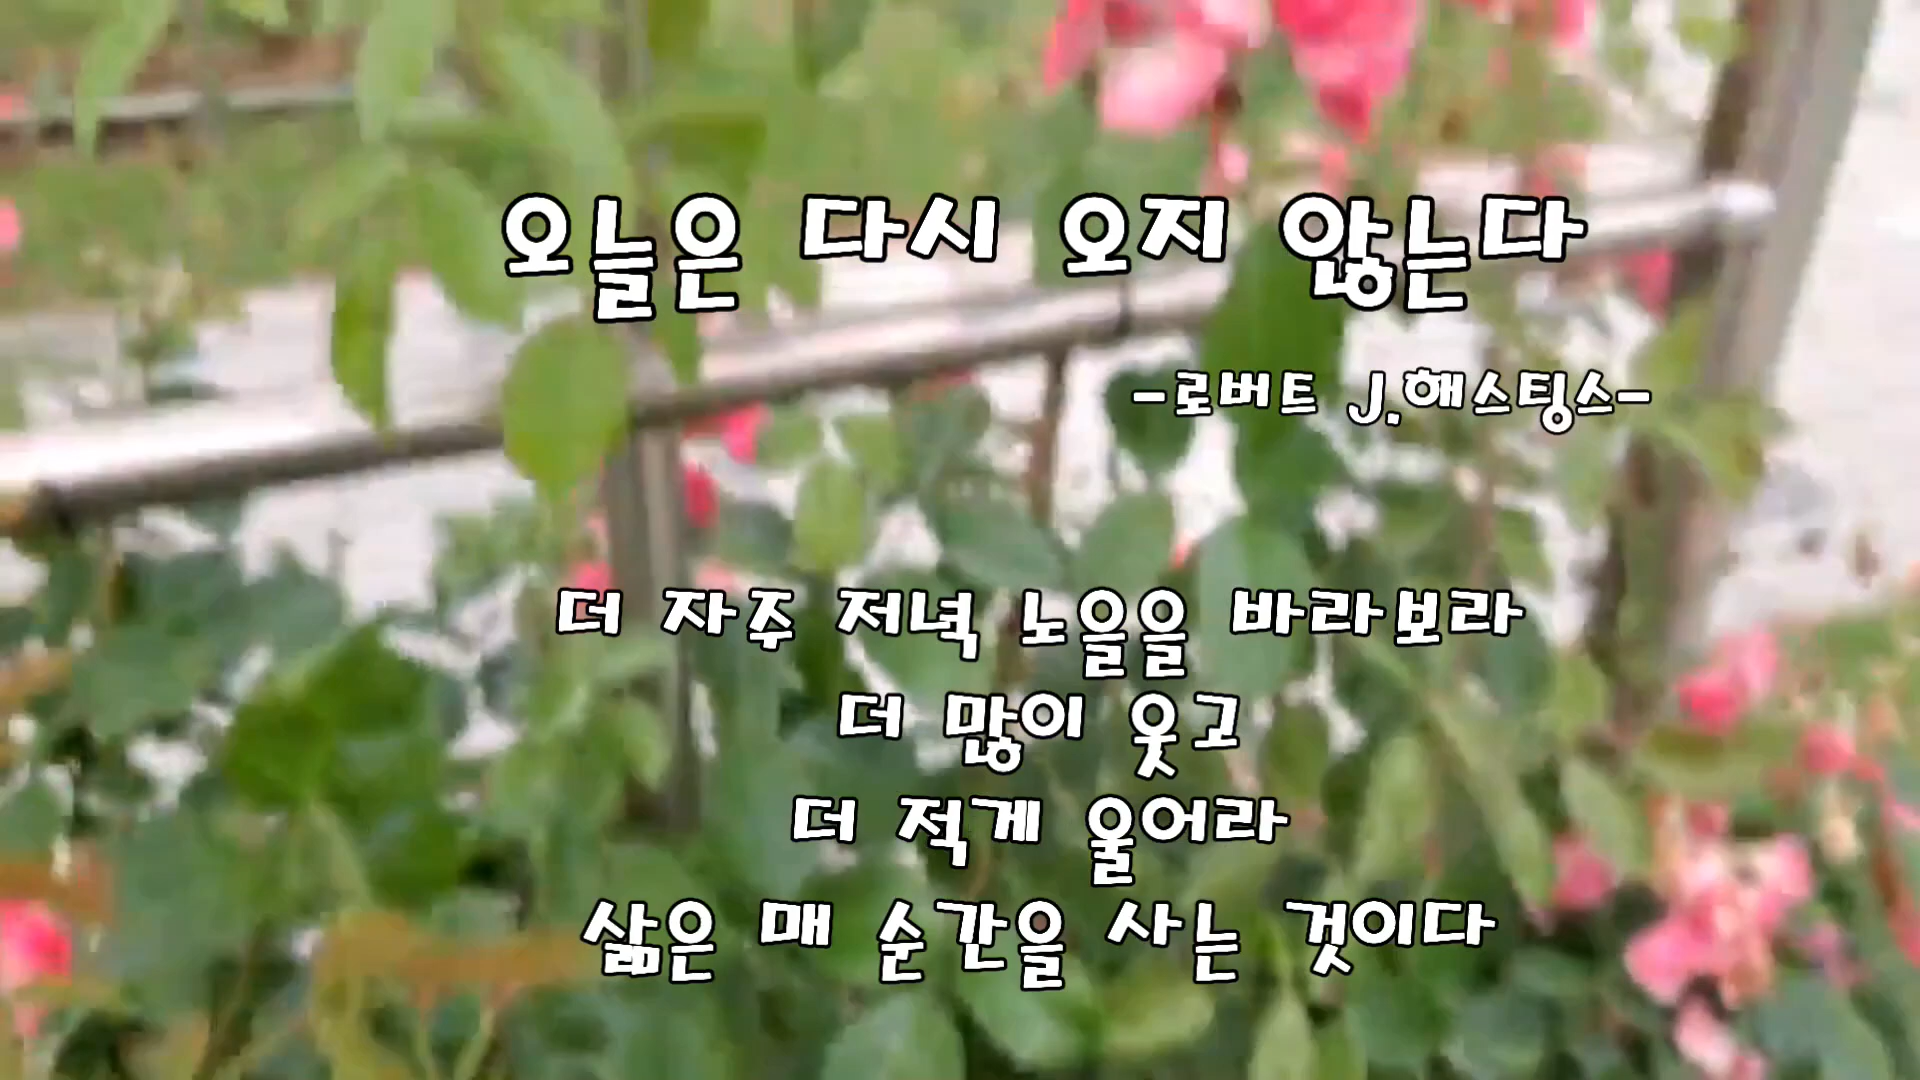 오늘은 다시 오지 않는다
-로버트 J.해스팅스-
더 자주 저녁 노을을 바라보라
더 많이 웃고
더 적게 울어라
삶은 매 순간을 사는 것이다